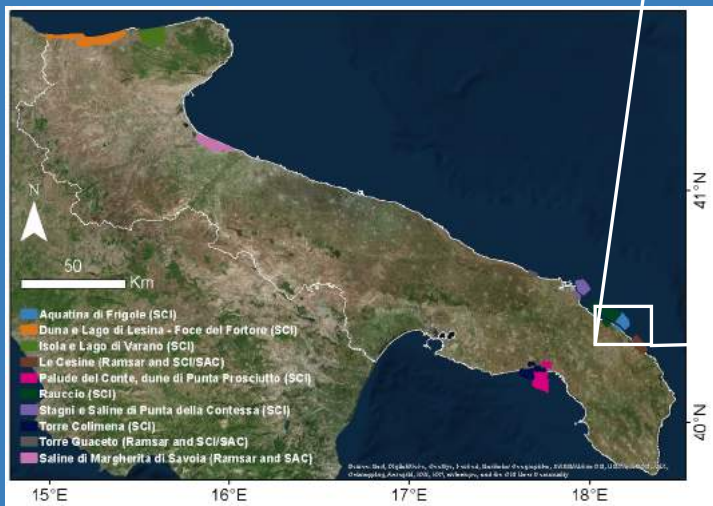 41°N
N
50
Km
Aquatina di Frigole (SCI)
Duna e Lago di Lesina - Foce del Fortore (SCI)
Isola e Lago di Varano (SCI)
Le Cesine (Ramsar and SCI/SAC)
Palude del Conte, dune di Punta Prosciutto (SCI)
Rauccio (SCI)
Stagni e Saline di Punta della Contessa (SCI)
Torre Colimena (SCI)
Torre Guaceto (Ramsar and SCI/SAC)
Saline di Margherita di Savoia (Ramsar and SAC)
40°N
15°E
16°E
17°E
18°E